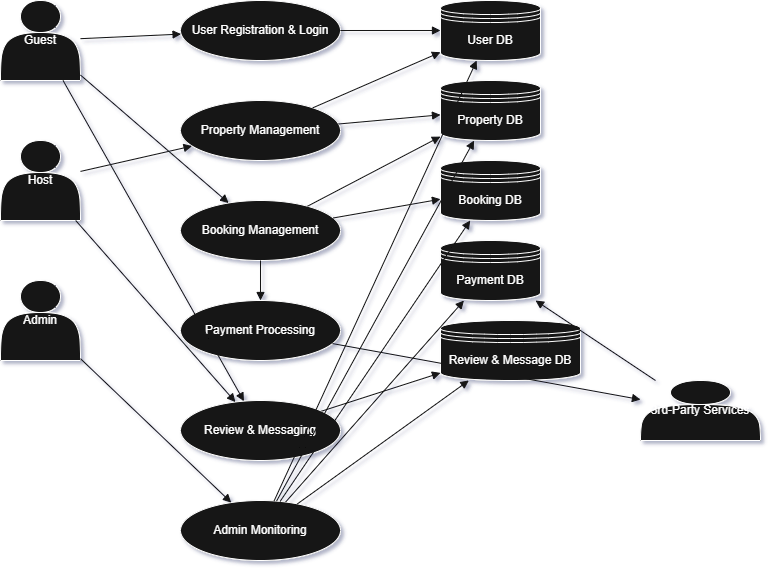 Guest
User Registration & Login
User DB
Property Management
Property DB
Host
Booking Management
Booking DB
Admin
Payment Processing
Payment DB
Review & Message DB
Review & Messaging
Party Services
Admin Monitoring